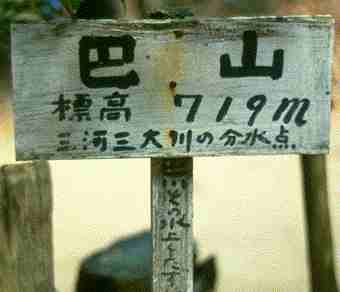 巴山
標高 719m
三河三大川の分水点